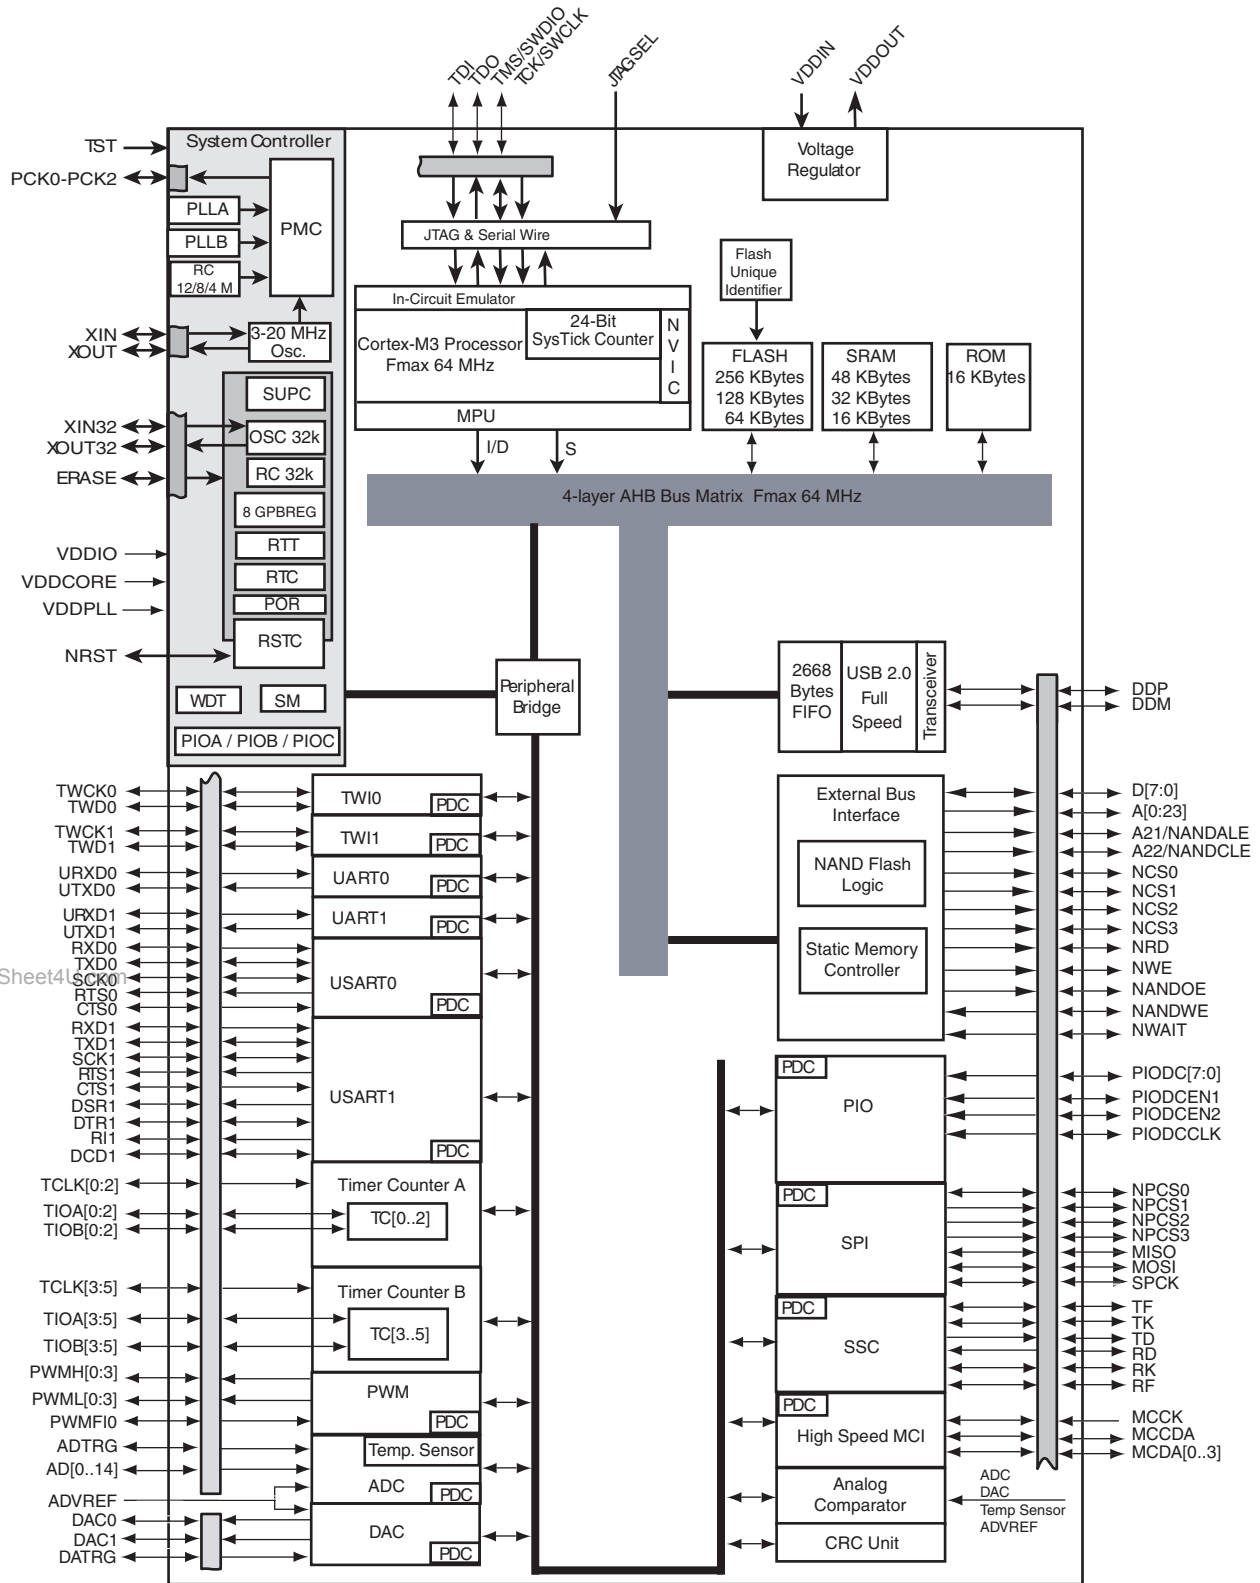 TDI
TDO
TMS/SWDIO
TCK/SWCLK
JTAGSEL
VDDIN
VDDOUT
TST
System Controller
Voltage
Regulator
PCK0-PCK2
PLLA
PMC
PLLB
JTAG & Serial Wire
RC
12/8/4 M
Flash
Unique
Identifier
In-Circuit Emulator
XIN
XOUT
3-20 MHz
Osc.
Cortex-M3 Processor
Fmax 64 MHz
24-Bit
SysTick Counter
N
V
I
C
MPU
FLASH
256 KBytes
128 KBytes
64 KBytes
SRAM
48 KBytes
32 KBytes
16 KBytes
ROM
16 KBytes
SUPC
XIN32
XOUT32
OSC 32k
I/D
S
ERASE
RC 32k
4-layer AHB Bus Matrix Fmax 64 MHz
8 GPBREG
RTT
VDDIO
RTC
VDDCORE
POR
VDDPLL
RSTC
NRST
WDT
SM
Peripheral
Bridge
2668
Bytes
FIFO
USB 2.0
Full
Speed
Transceiver
DDP
DDM
PIOA / PIOB / PIOC
TWCK0
TWD0
TWI0
PDC
TWCK1
TWD1
TWI1
PDC
URXD0
UTXD0
UART0
PDC
URXD1
UTXD1
UART1
PDC
RXD0
TXD0
SCK0
RTS0
CTS0
USART0
PDC
Sheet4U.com
RXD1
TXD1
SCK1
RTS1
CTS1
DSR1
DTR1
RI1
DCD1
USART1
PDC
TCLK[0:2]
Timer Counter A
TIOA[0:2]
TIOB[0:2]
TC[0..2]
TCLK[3:5]
Timer Counter B
TIOA[3:5]
TIOB[3:5]
TC[3..5]
PWMH[0:3]
PWML[0:3]
PWMFI0
PWM
PDC
ADTRG
Temp. Sensor
AD[0..14]
ADC
PDC
ADVREF
DAC0
DAC1
DATRG
DAC
PDC
External Bus
Interface
NAND Flash
Logic
Static Memory
Controller
D[7:0]
A[0:23]
A21/NANDALE
A22/NANDCLE
NCS0
NCS1
NCS2
NCS3
NRD
NWE
NANDOE
NANDWE
NWAIT
PDC
PIO
PIODC[7:0]
PIODCEN1
PIODCEN2
PIODCCLK
PDC
SPI
NPCS0
NPCS1
NPCS2
NPCS3
MISO
MOSI
SPCK
PDC
SSC
TF
TK
TD
RD
RK
RF
PDC
High Speed MCI
MCCK
MCCDA
MCDA[0..3]
Analog
Comparator
ADC
DAC
Temp Sensor
ADVREF
CRC Unit